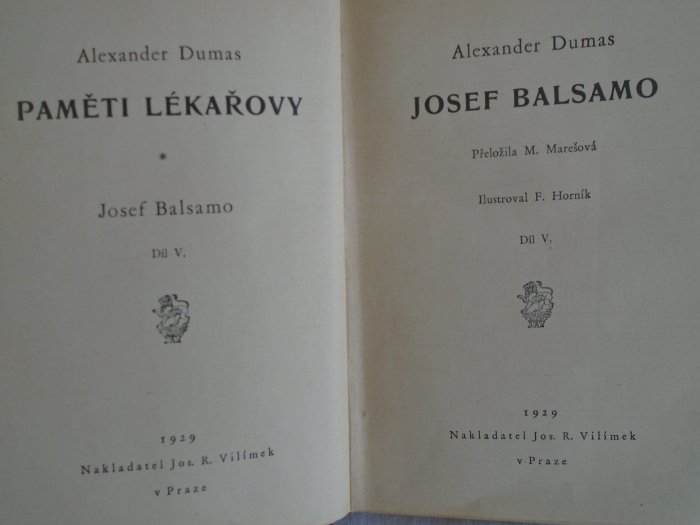 Alexander Dumas
PAMĚTI LÉKAŘOVY
*
Josef Balsamo
Díl V.
1929
Nakladatel Jos. R. Vilímek
v Praze
Alexander Dumas
JOSEF BALSAMO
Přeložila M. Marešová
Ilustroval F. Horník
Díl V.
1929
Nakladatel Jos. R. Vilímek
v Praze